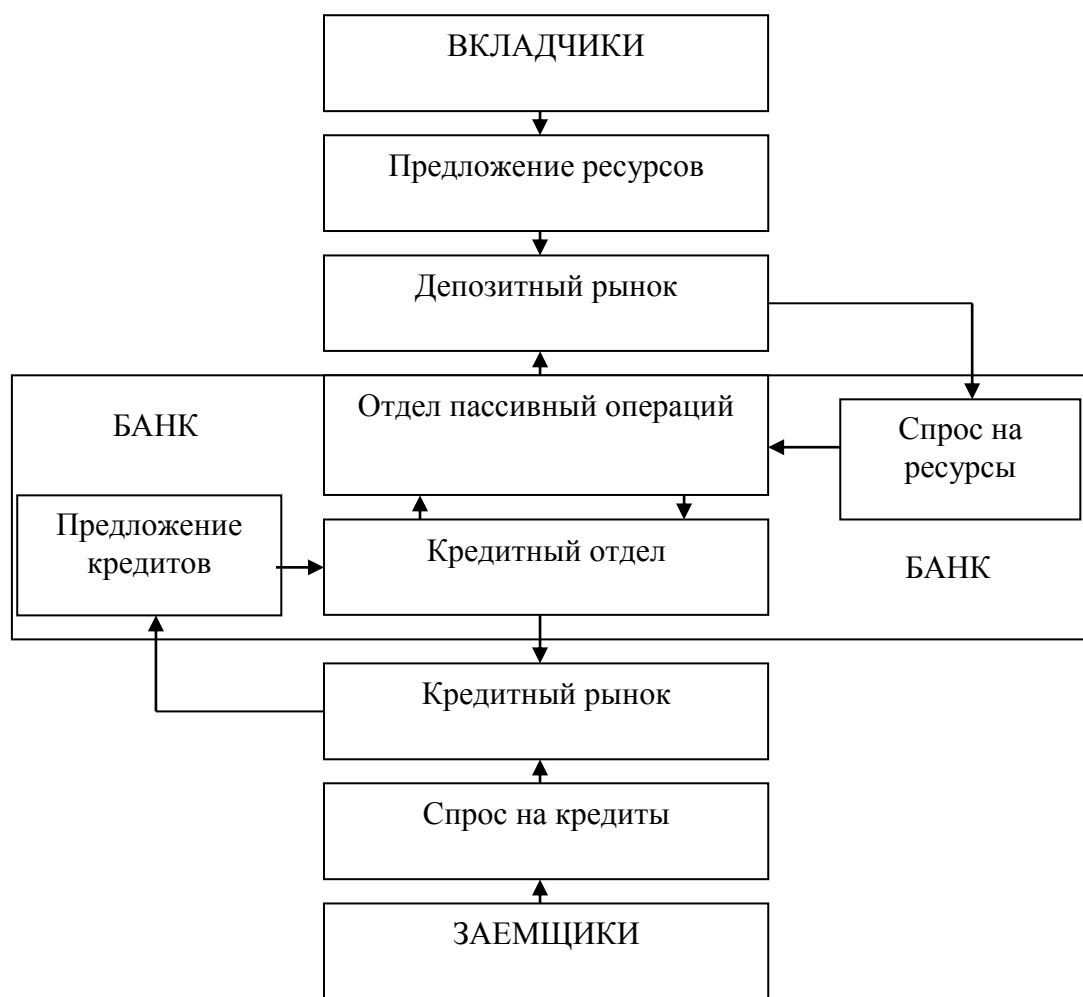 ВКЛАДЧИКИ
Предложение ресурсов
Депозитный рынок
Отдел пассивный операций
БАНК
Спрос на
ресурсы
Предложение
кредитов
Кредитный отдел
БАНК
Кредитный рынок
Спрос на кредиты
ЗАЕМЩИКИ